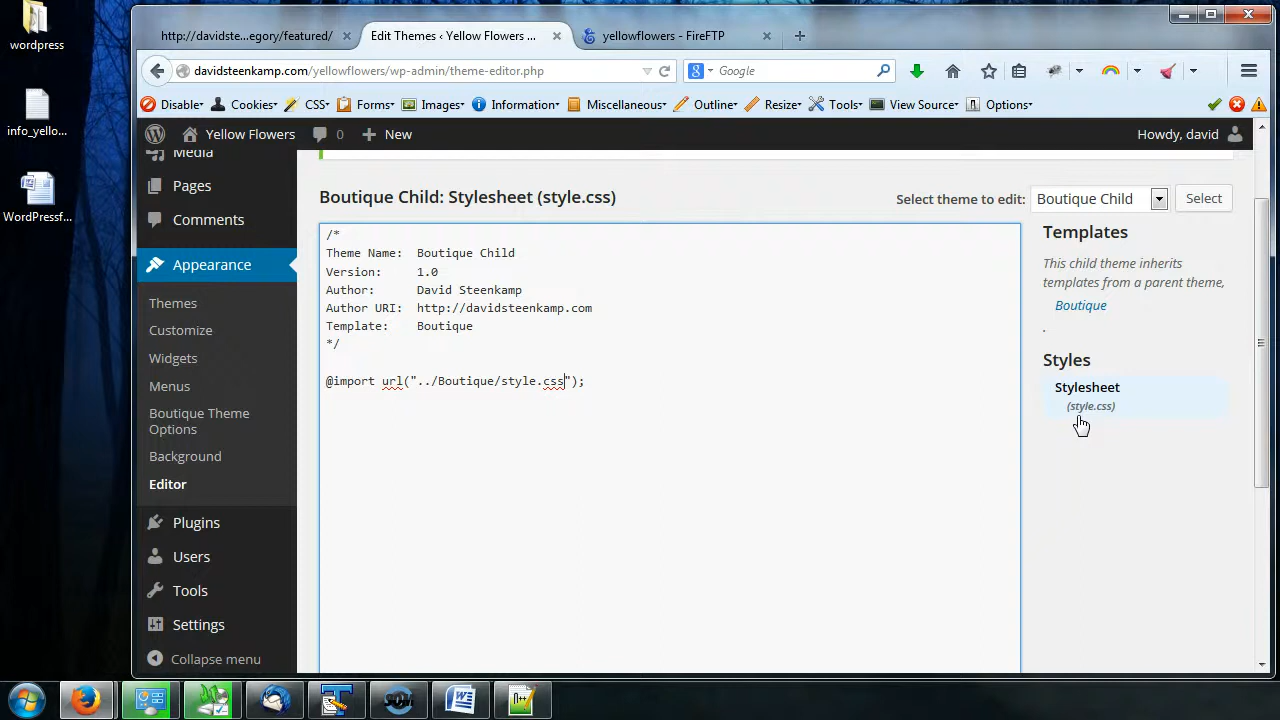 wordpress
info_yello...
WordPressf...
http://davidste...egory/featured/
Edit Themes ‹ Yellow Flowers ...
yellowflowers - FireFTP
davidsteenkamp.com/yellowflowers/wp-admin/theme-editor.php
Google
Disable
Cookies
CSS
Forms
Images
Information
Miscellaneous
Outline
Resize
Tools
View Source
Options
Yellow Flowers
0
New
Howdy, david
Media
Pages
Comments
Appearance
Themes
Customize
Widgets
Menus
Boutique Theme
Options
Background
Editor
Plugins
Users
Tools
Settings
Collapse menu
Boutique Child: Stylesheet (style.css)
Select theme to edit:
Boutique Child
Select
/*
Theme Name: Boutique Child
Version: 1.0
Author: David Steenkamp
Author URI: http://davidsteenkamp.com
Template: Boutique
*/
@import url("../Boutique/style.css");
Templates
This child theme inherits
templates from a parent theme,
Boutique
.
Styles
Stylesheet
(style.css)